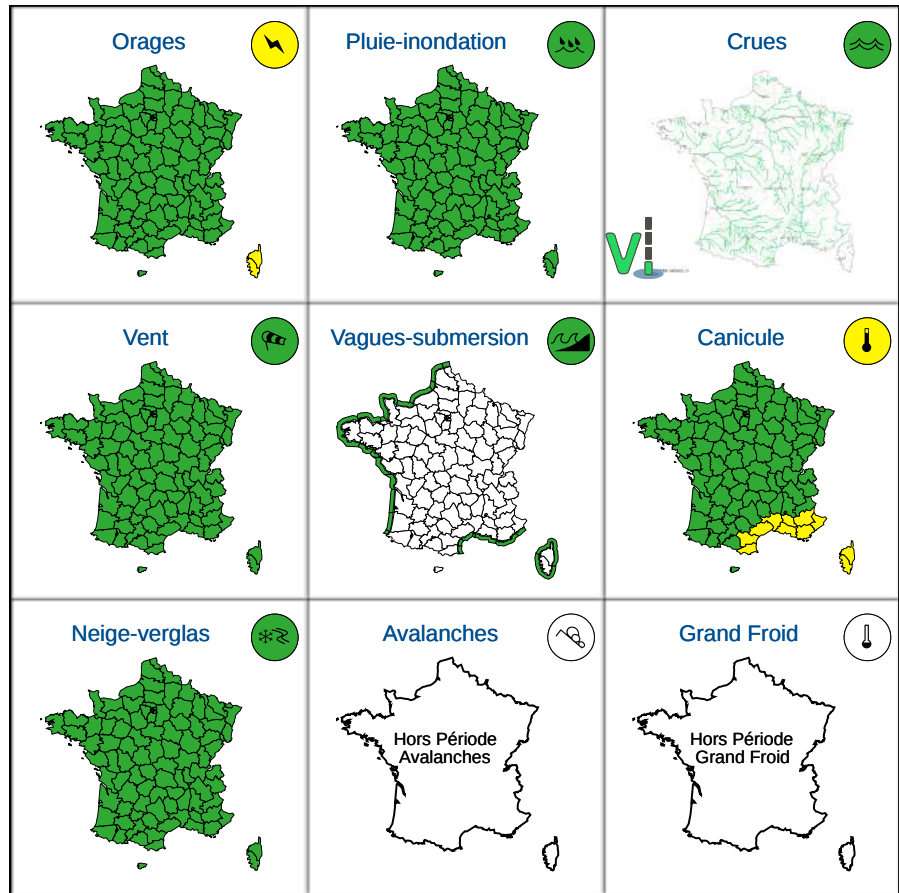 Orages
Pluie-inondation
Crues
Vent
Vagues-submersion
Canicule
Neige-verglas
Avalanches
Hors Période
Avalanches
Grand Froid
Hors Période
Grand Froid